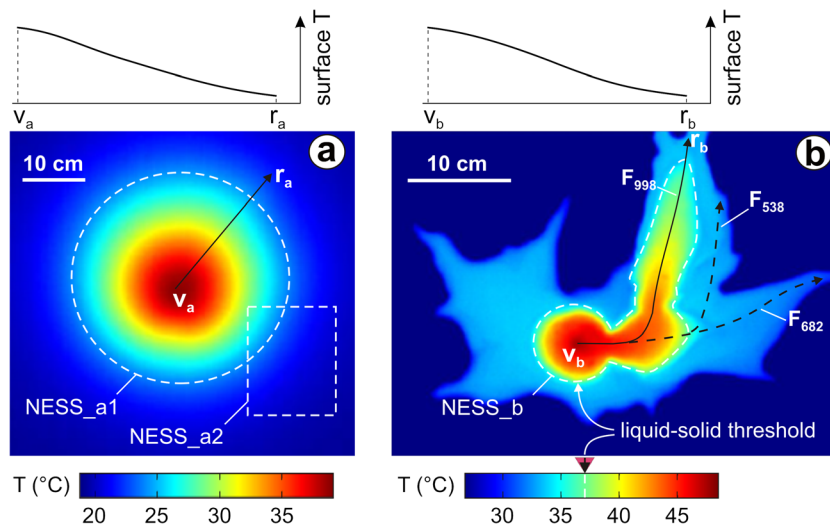 surface T
v_a r_a
surface T
v_b r_b
a
10 cm
r_a
v_a
NESS_a1
NESS_a2
b
10 cm
r_b
F_998
F_538
F_682
v_b
NESS_b
liquid-solid threshold
T (°C)
20 25 30 35
T (°C)
30 35 40 45